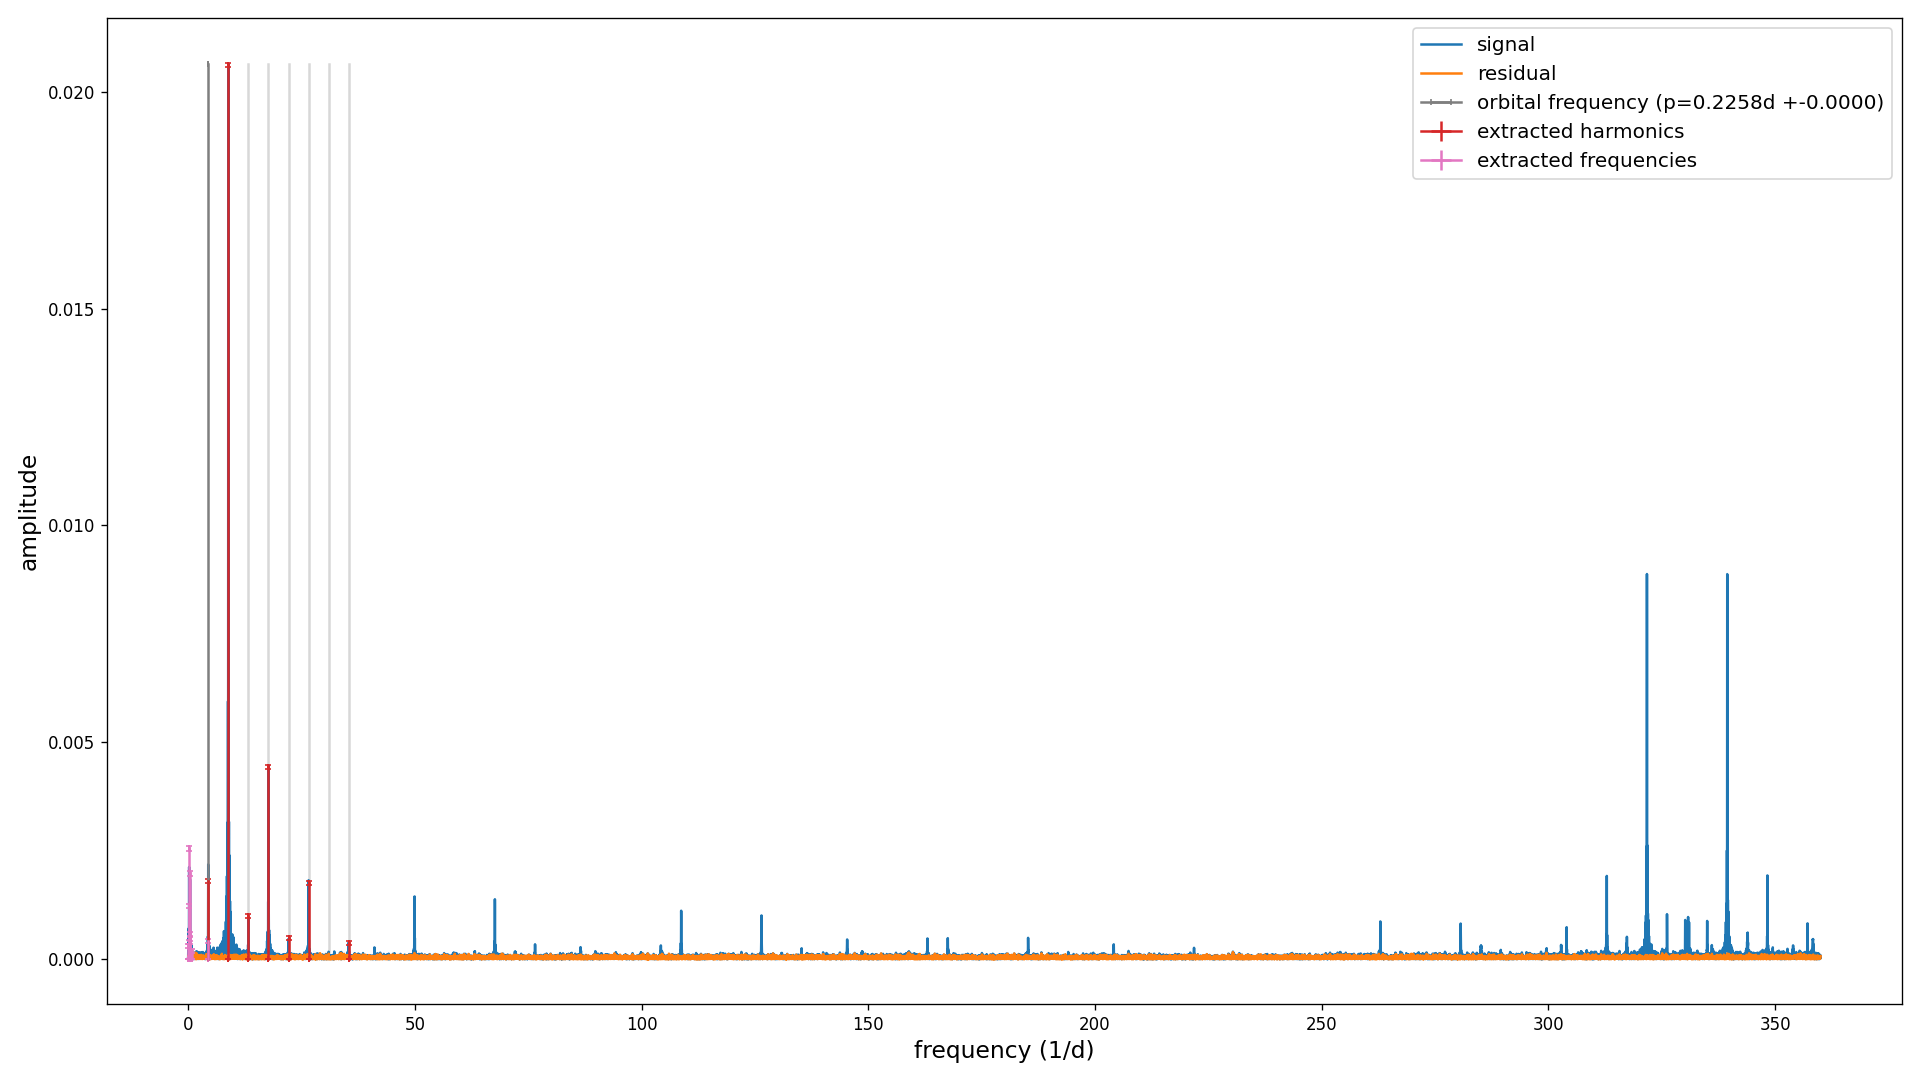 signal
residual
orbital frequency (p=0.2258d +-0.0000)
extracted harmonics
extracted frequencies
0.020
0.015
0.010
0.005
0.000
amplitude
0 50 100 150 200 250 300 350
frequency (1/d)